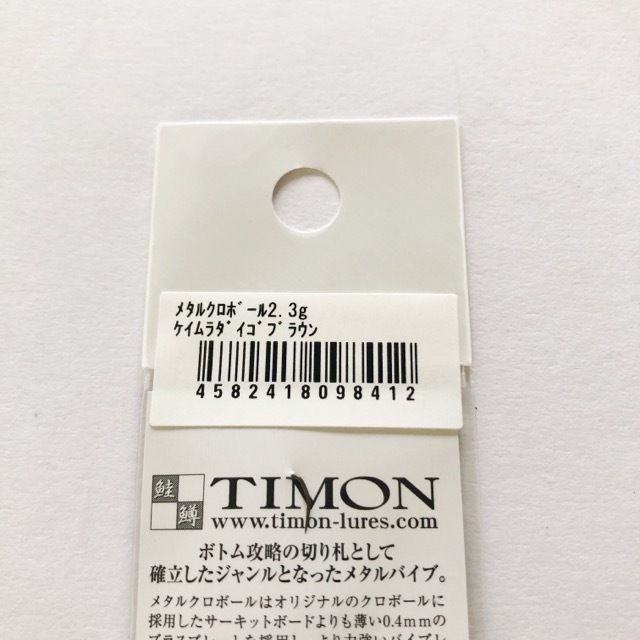 ﾒﾀﾙｸﾛﾎﾞｰﾙ2.3g
ｹｲﾑﾗﾀﾞｲｺﾞﾌﾞﾗｳﾝ
4582418098412
鮭 TIMON
鱒 www.timon-lures.com
ボトム攻略の切り札として
確立したジャンルとなったメタルバイブ。
メタルクロボールはオリジナルのクロボールに
採用したサーキットボードよりも薄い0.4mmの